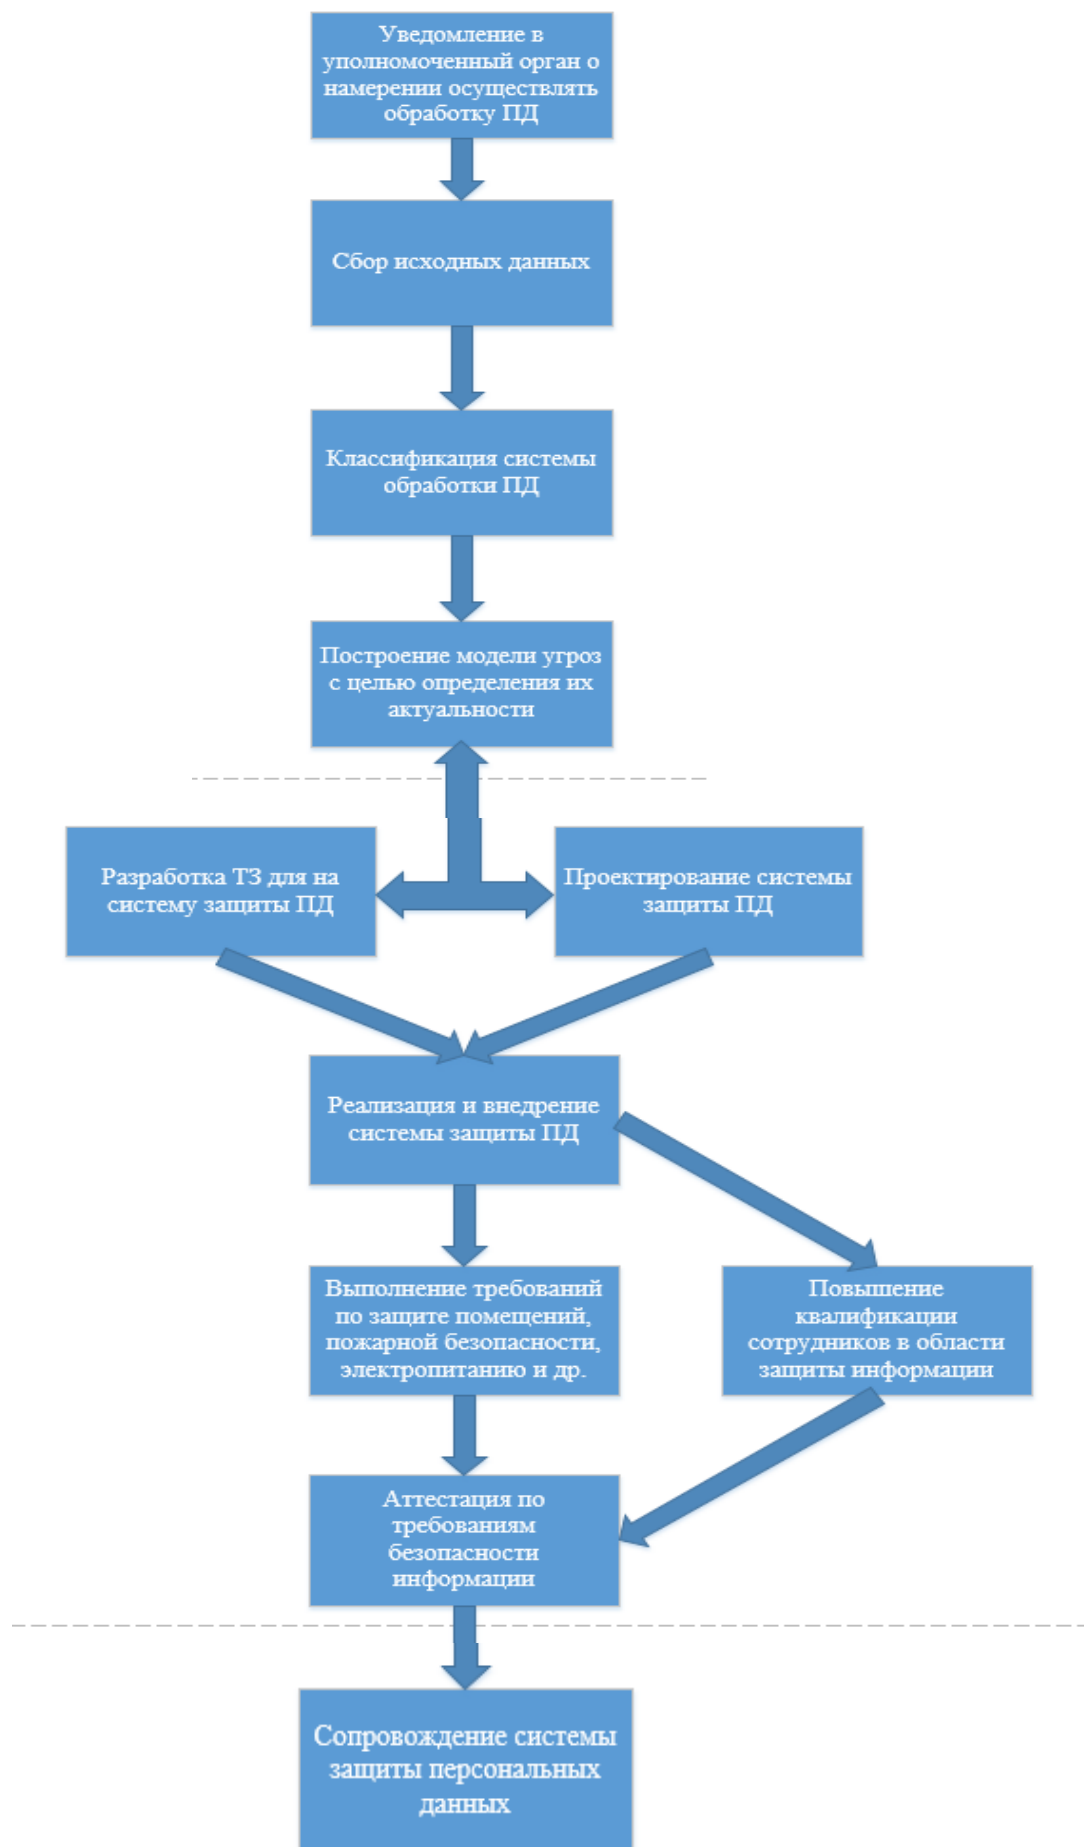 Уведомление в
уполномоченный орган о
намерении осуществлять
обработку ПД
Сбор исходных данных
Классификация системы
обработки ПД
Построение модели угроз
с целью определения их
актуальности
Разработка ТЗ для на
систему защиты ПД
Проектирование системы
защиты ПД
Реализация и внедрение
системы защиты ПД
Выполнение требований
по защите помещений,
пожарной безопасности,
электропитанию и др.
Повышение
квалификации
сотрудников в области
защиты информации
Аттестация по
требованиям
безопасности
информации
Сопровождение системы
защиты персональных
данных